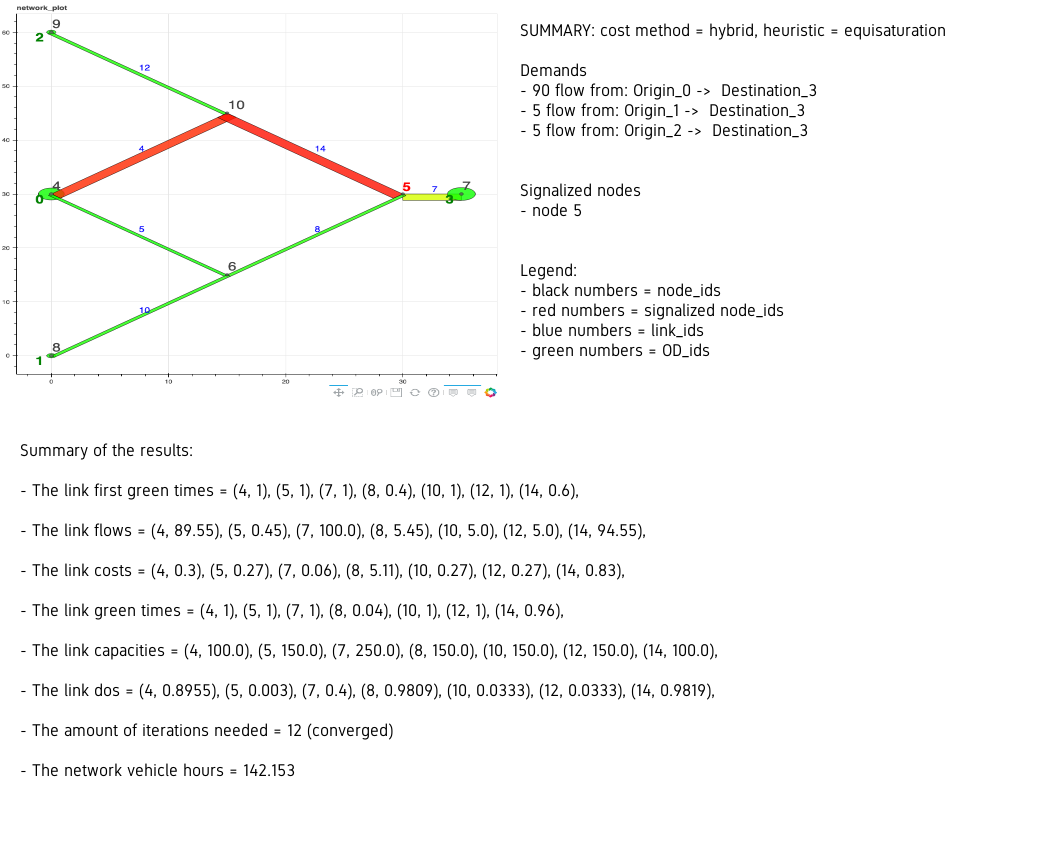 network_plot
SUMMARY: cost method = hybrid, heuristic = equisaturation
Demands
- 90 flow from: Origin_0 -> Destination_3
- 5 flow from: Origin_1 -> Destination_3
- 5 flow from: Origin_2 -> Destination_3
Signalized nodes
- node 5
Legend:
- black numbers = node_ids
- red numbers = signalized node_ids
- blue numbers = link_ids
- green numbers = OD_ids
60
50
40
30
20
10
0
9
2
12
10
4
14
4
0
5
7
3
7
5
8
6
10
8
1
0
10
20
30
Summary of the results:
- The link first green times = (4, 1), (5, 1), (7, 1), (8, 0.4), (10, 1), (12, 1), (14, 0.6),
- The link flows = (4, 89.55), (5, 0.45), (7, 100.0), (8, 5.45), (10, 5.0), (12, 5.0), (14, 94.55),
- The link costs = (4, 0.3), (5, 0.27), (7, 0.06), (8, 5.11), (10, 0.27), (12, 0.27), (14, 0.83),
- The link green times = (4, 1), (5, 1), (7, 1), (8, 0.04), (10, 1), (12, 1), (14, 0.96),
- The link capacities = (4, 100.0), (5, 150.0), (7, 250.0), (8, 150.0), (10, 150.0), (12, 150.0), (14, 100.0),
- The link dos = (4, 0.8955), (5, 0.003), (7, 0.4), (8, 0.9809), (10, 0.0333), (12, 0.0333), (14, 0.9819),
- The amount of iterations needed = 12 (converged)
- The network vehicle hours = 142.153